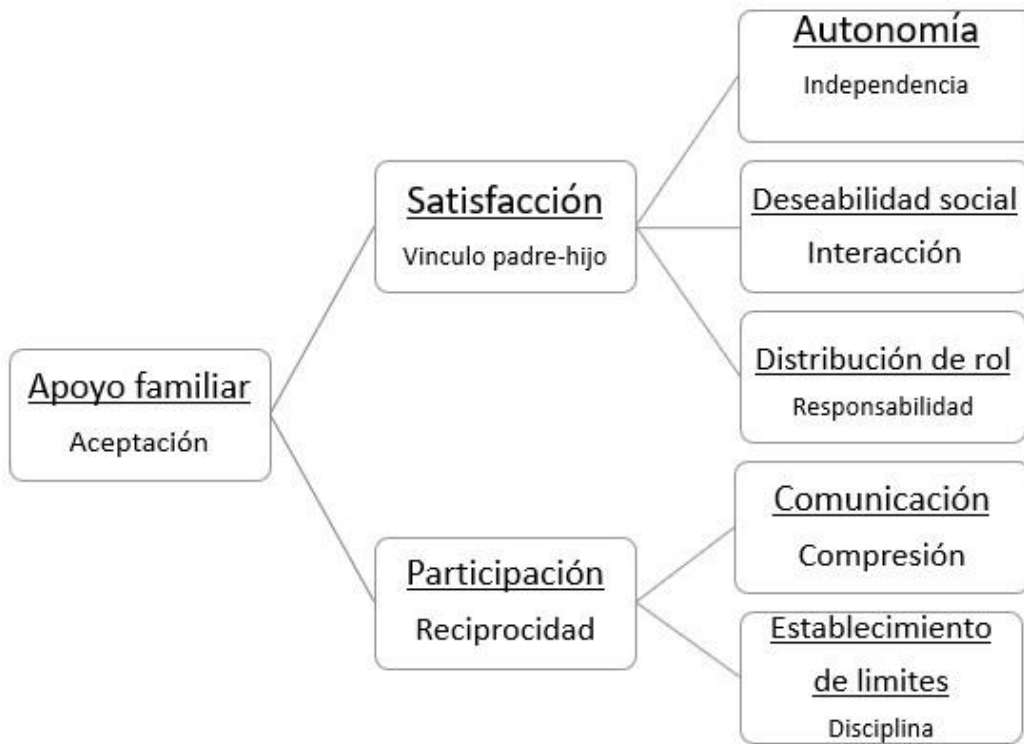 Apoyo familiar
Aceptación
Satisfacción
Vinculo padre-hijo
Autonomía
Independencia
Deseabilidad social
Interacción
Distribución de rol
Responsabilidad
Participación
Reciprocidad
Comunicación
Compresión
Establecimiento
de limites
Disciplina